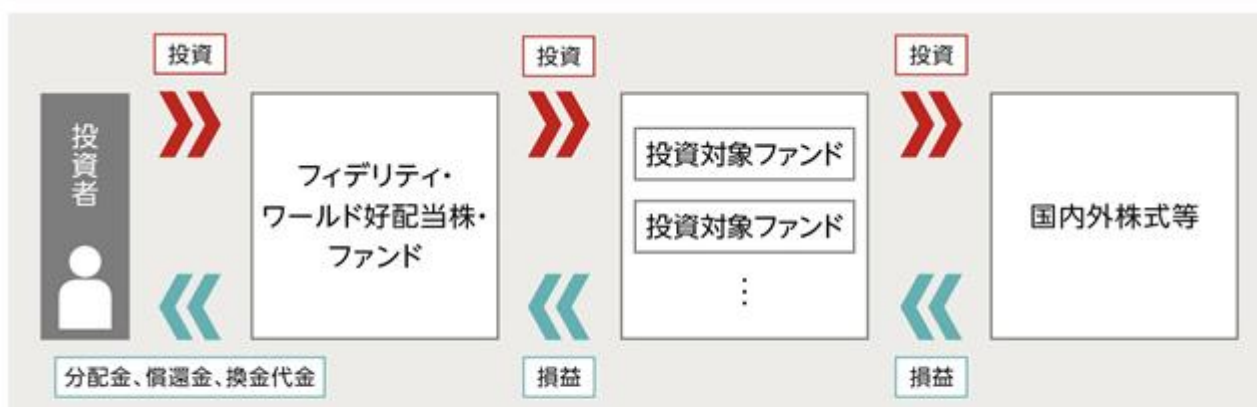 投資
投資
投資
投資者
フィデリティ・
ワールド好配当株・
ファンド
投資対象ファンド
投資対象ファンド
⋮
国内外株式等
分配金、償還金、換金代金
損益
損益